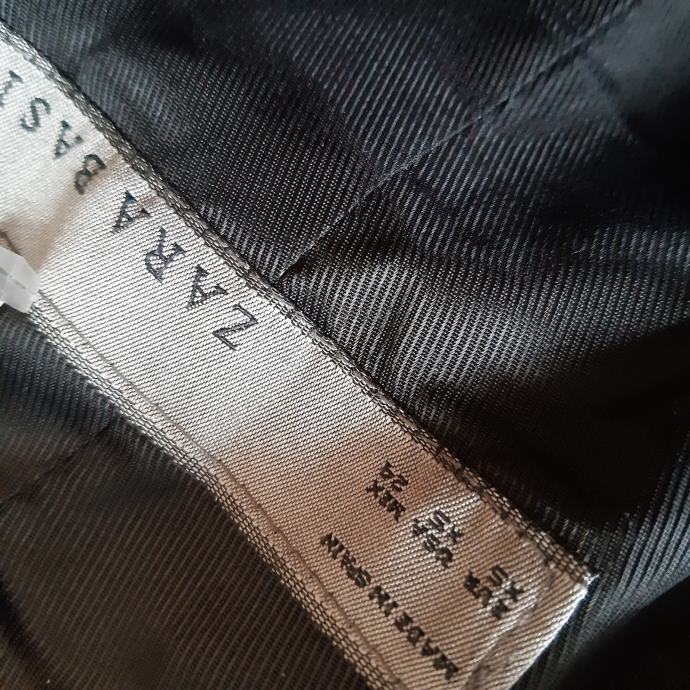 ZARA BASI
EUR USA MEX
XS XS 24
MADE IN SPAIN